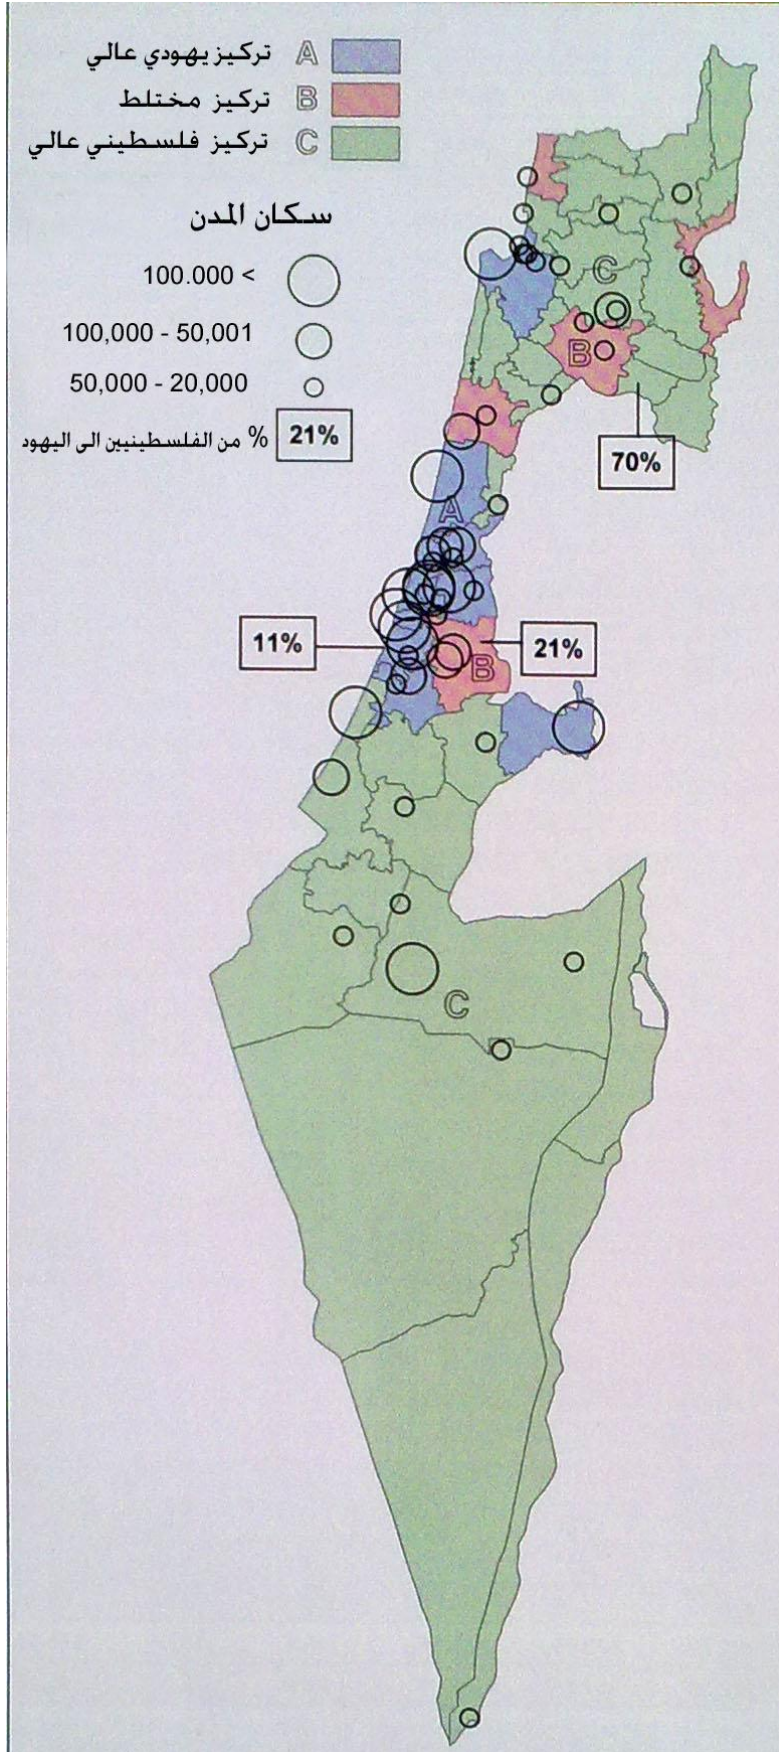 تركيز يهودي عالي A
تركيز مختلط B
تركيز فلسطيني عالي C
سكان المدن
100.000 <
100,000 - 50,001
50,000 - 20,000
% من الفلسطينيين الى اليهود 21%
C
B
70%
A
11%
21%
B
C